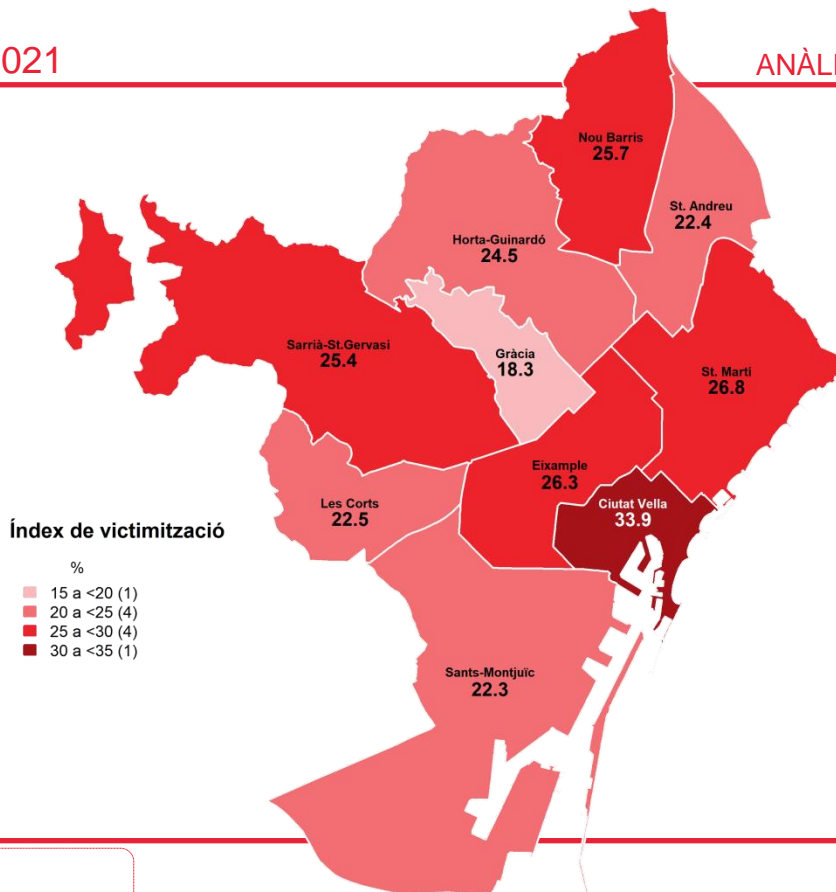 021
ANÀL
Nou Barris
25.7
St. Andreu
22.4
Horta-Guinardó
24.5
Sarrià-St.Gervasi
25.4
Gràcia
18.3
St. Marti
26.8
Eixample
26.3
Ciutat Vella
33.9
Les Corts
22.5
Índex de victimització
%
15 a <20 (1)
20 a <25 (4)
25 a <30 (4)
30 a <35 (1)
Sants-Montjuïc
22.3